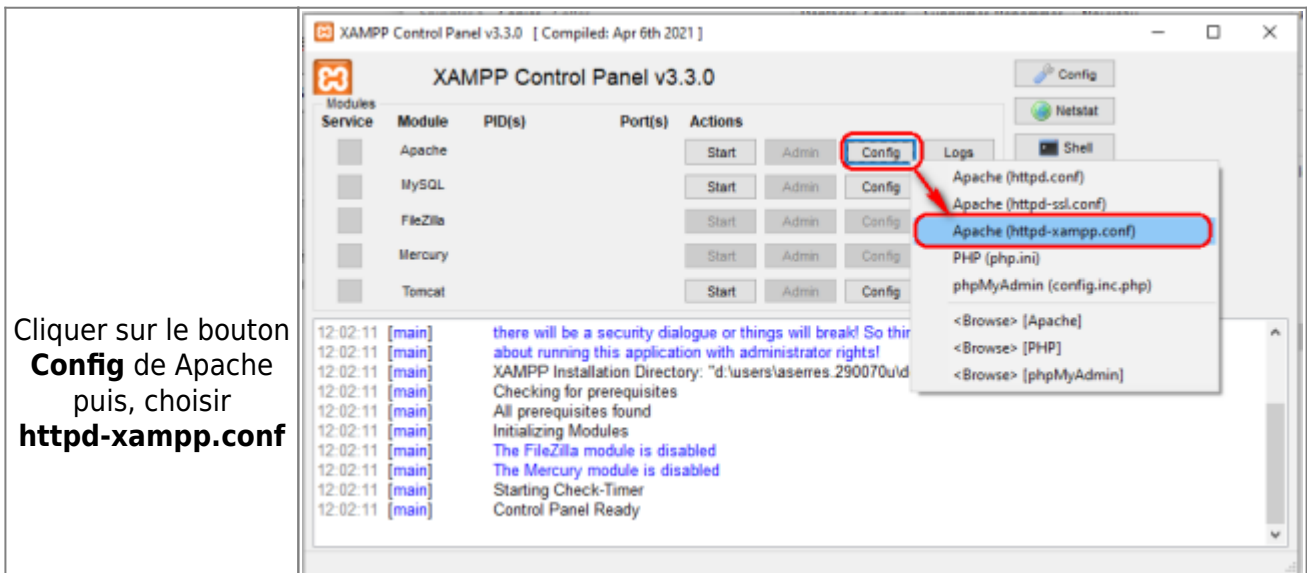 Cliquer sur le bouton
Config de Apache
puis, choisir
httpd-xampp.conf
XAMPP Control Panel v3.3.0 [ Compiled: Apr 6th 2021 ]
XAMPP Control Panel v3.3.0
Config
Modules
Netstat
Service Module PID(s) Port(s) Actions
Shell
Apache Start Admin Config Logs
MySQL Start Admin Config
FileZilla Start Admin Config
Mercury Start Admin Config
Tomcat Start Admin Config
Apache (httpd.conf)
Apache (httpd-ssl.conf)
Apache (httpd-xampp.conf)
PHP (php.ini)
phpMyAdmin (config.inc.php)
<Browse> [Apache]
<Browse> [PHP]
<Browse> [phpMyAdmin]
12:02:11 [main] there will be a security dialogue or things will break! So thin
12:02:11 [main] about running this application with administrator rights!
12:02:11 [main] XAMPP Installation Directory: "d:\users\aserres.290070u\d
12:02:11 [main] Checking for prerequisites
12:02:11 [main] All prerequisites found
12:02:11 [main] Initializing Modules
12:02:11 [main] The FileZilla module is disabled
12:02:11 [main] The Mercury module is disabled
12:02:11 [main] Starting Check-Timer
12:02:11 [main] Control Panel Ready